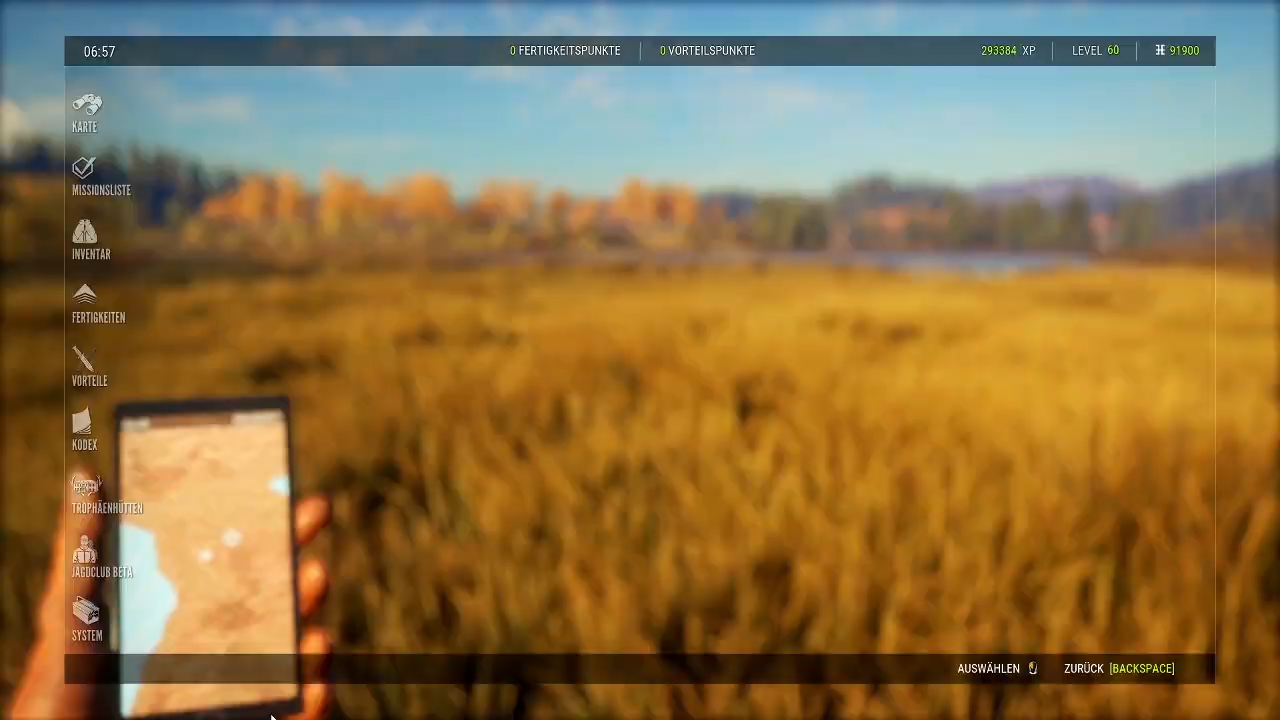 06:57
0 FERTIGKEITSPUNKTE
0 VORTEILSPUNKTE
293384 XP
LEVEL 60
91900
KARTE
MISSIONSLISTE
INVENTAR
FERTIGKEITEN
VORTEILE
KODEX
TROPHÄENHÜTTEN
JAGDCLUB BETA
SYSTEM
AUSWÄHLEN
ZURÜCK [BACKSPACE]